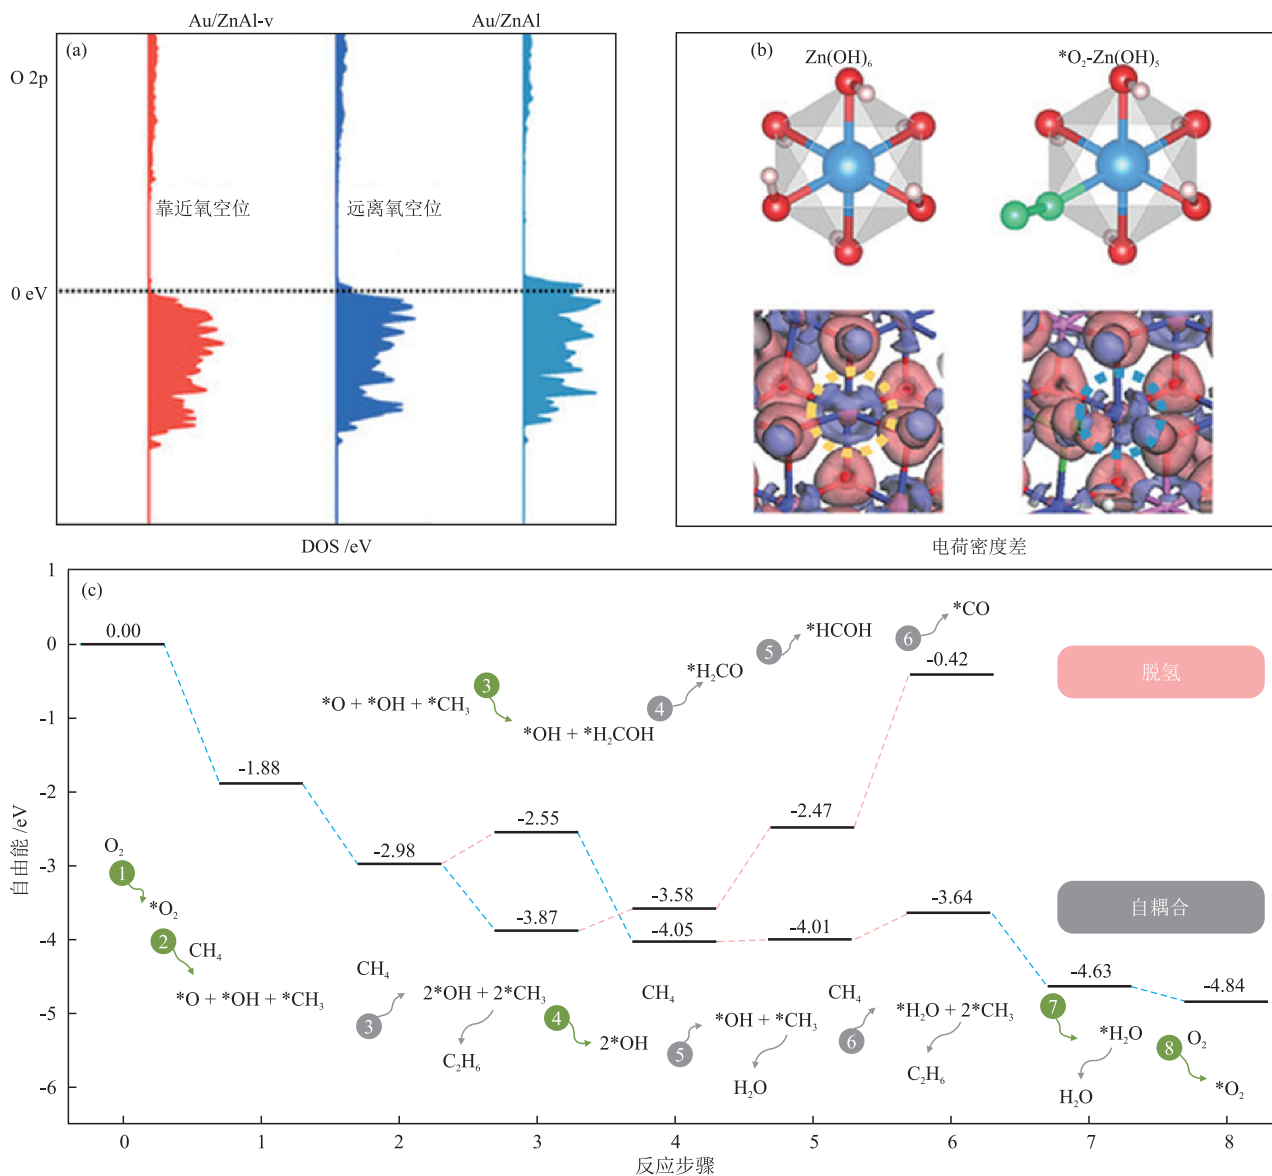 Au/ZnAl-v
Au/ZnAl
(a)
O 2p
靠近氧空位
远离氧空位
0 eV
DOS /eV
(b)
Zn(OH)₆
*O₂-Zn(OH)₅
电荷密度差
(c)
自由能 /eV
1
0
-1
-2
-3
-4
-5
-6
0.00
-1.88
-2.98
-2.55
-3.87
-3.58
-4.05
-2.47
-4.01
-0.42
-3.64
-4.63
-4.84
*O + *OH + *CH₃
3
*OH + *H₂COH
4
*H₂CO
5
*HCOH
6
*CO
脱氢
自耦合
O₂
1
*O₂
2
CH₄
*O + *OH + *CH₃
CH₄
3
2*OH + 2*CH₃
C₂H₆
4
2*OH
CH₄
5
*OH + *CH₃
H₂O
CH₄
6
*H₂O + 2*CH₃
C₂H₆
7
*H₂O
H₂O
8
O₂
*O₂
0 1 2 3 4 5 6 7 8
反应步骤